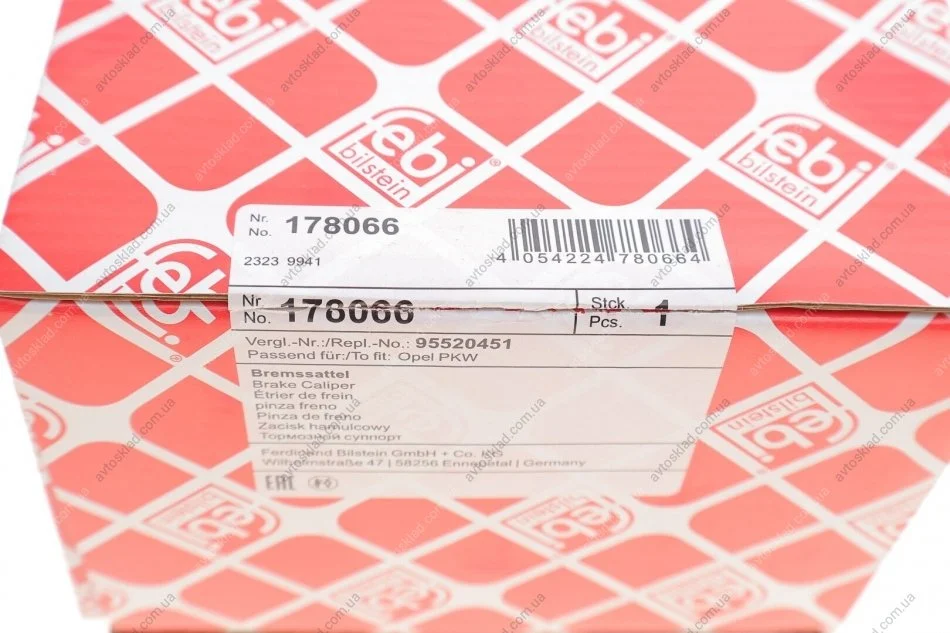 febi
bilstein
Nr.
No. 178066
2323 9941
4 054224 780664
Nr.
No. 178066
Stck.
Pcs. 1
Vergl.-Nr.:/Repl.-No.: 95520451
Passend für:/To fit: Opel PKW
Bremssattel
Brake Caliper
Étrier de frein
pinza freno
Pinza de freno
Zacisk hamulcowy
Тормозный суппорт
Ferdinand Bilstein GmbH + Co. KG
Wilhelmstraße 47 | 58256 Ennepetal | Germany
EAC
avtosklad.com.ua